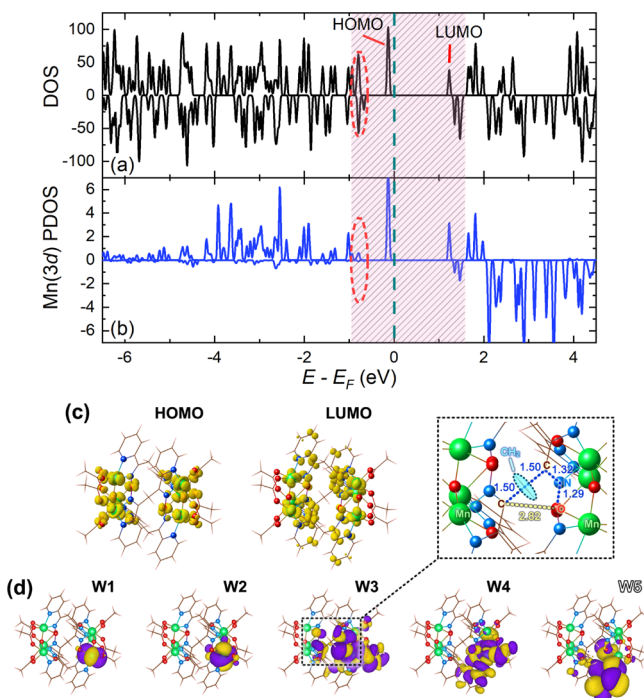 HOMO
LUMO
100
50
0
-50
-100
DOS
(a)
6
4
2
0
-2
-4
-6
Mn(3d) PDOS
(b)
-6 -4 -2 0 2 4
E - E_F (eV)
(c) HOMO LUMO
CH₂
C
1.50
1.32
1.50
N
1.29
C
O
2.82
Mn
Mn
(d) W1 W2 W3 W4 W5